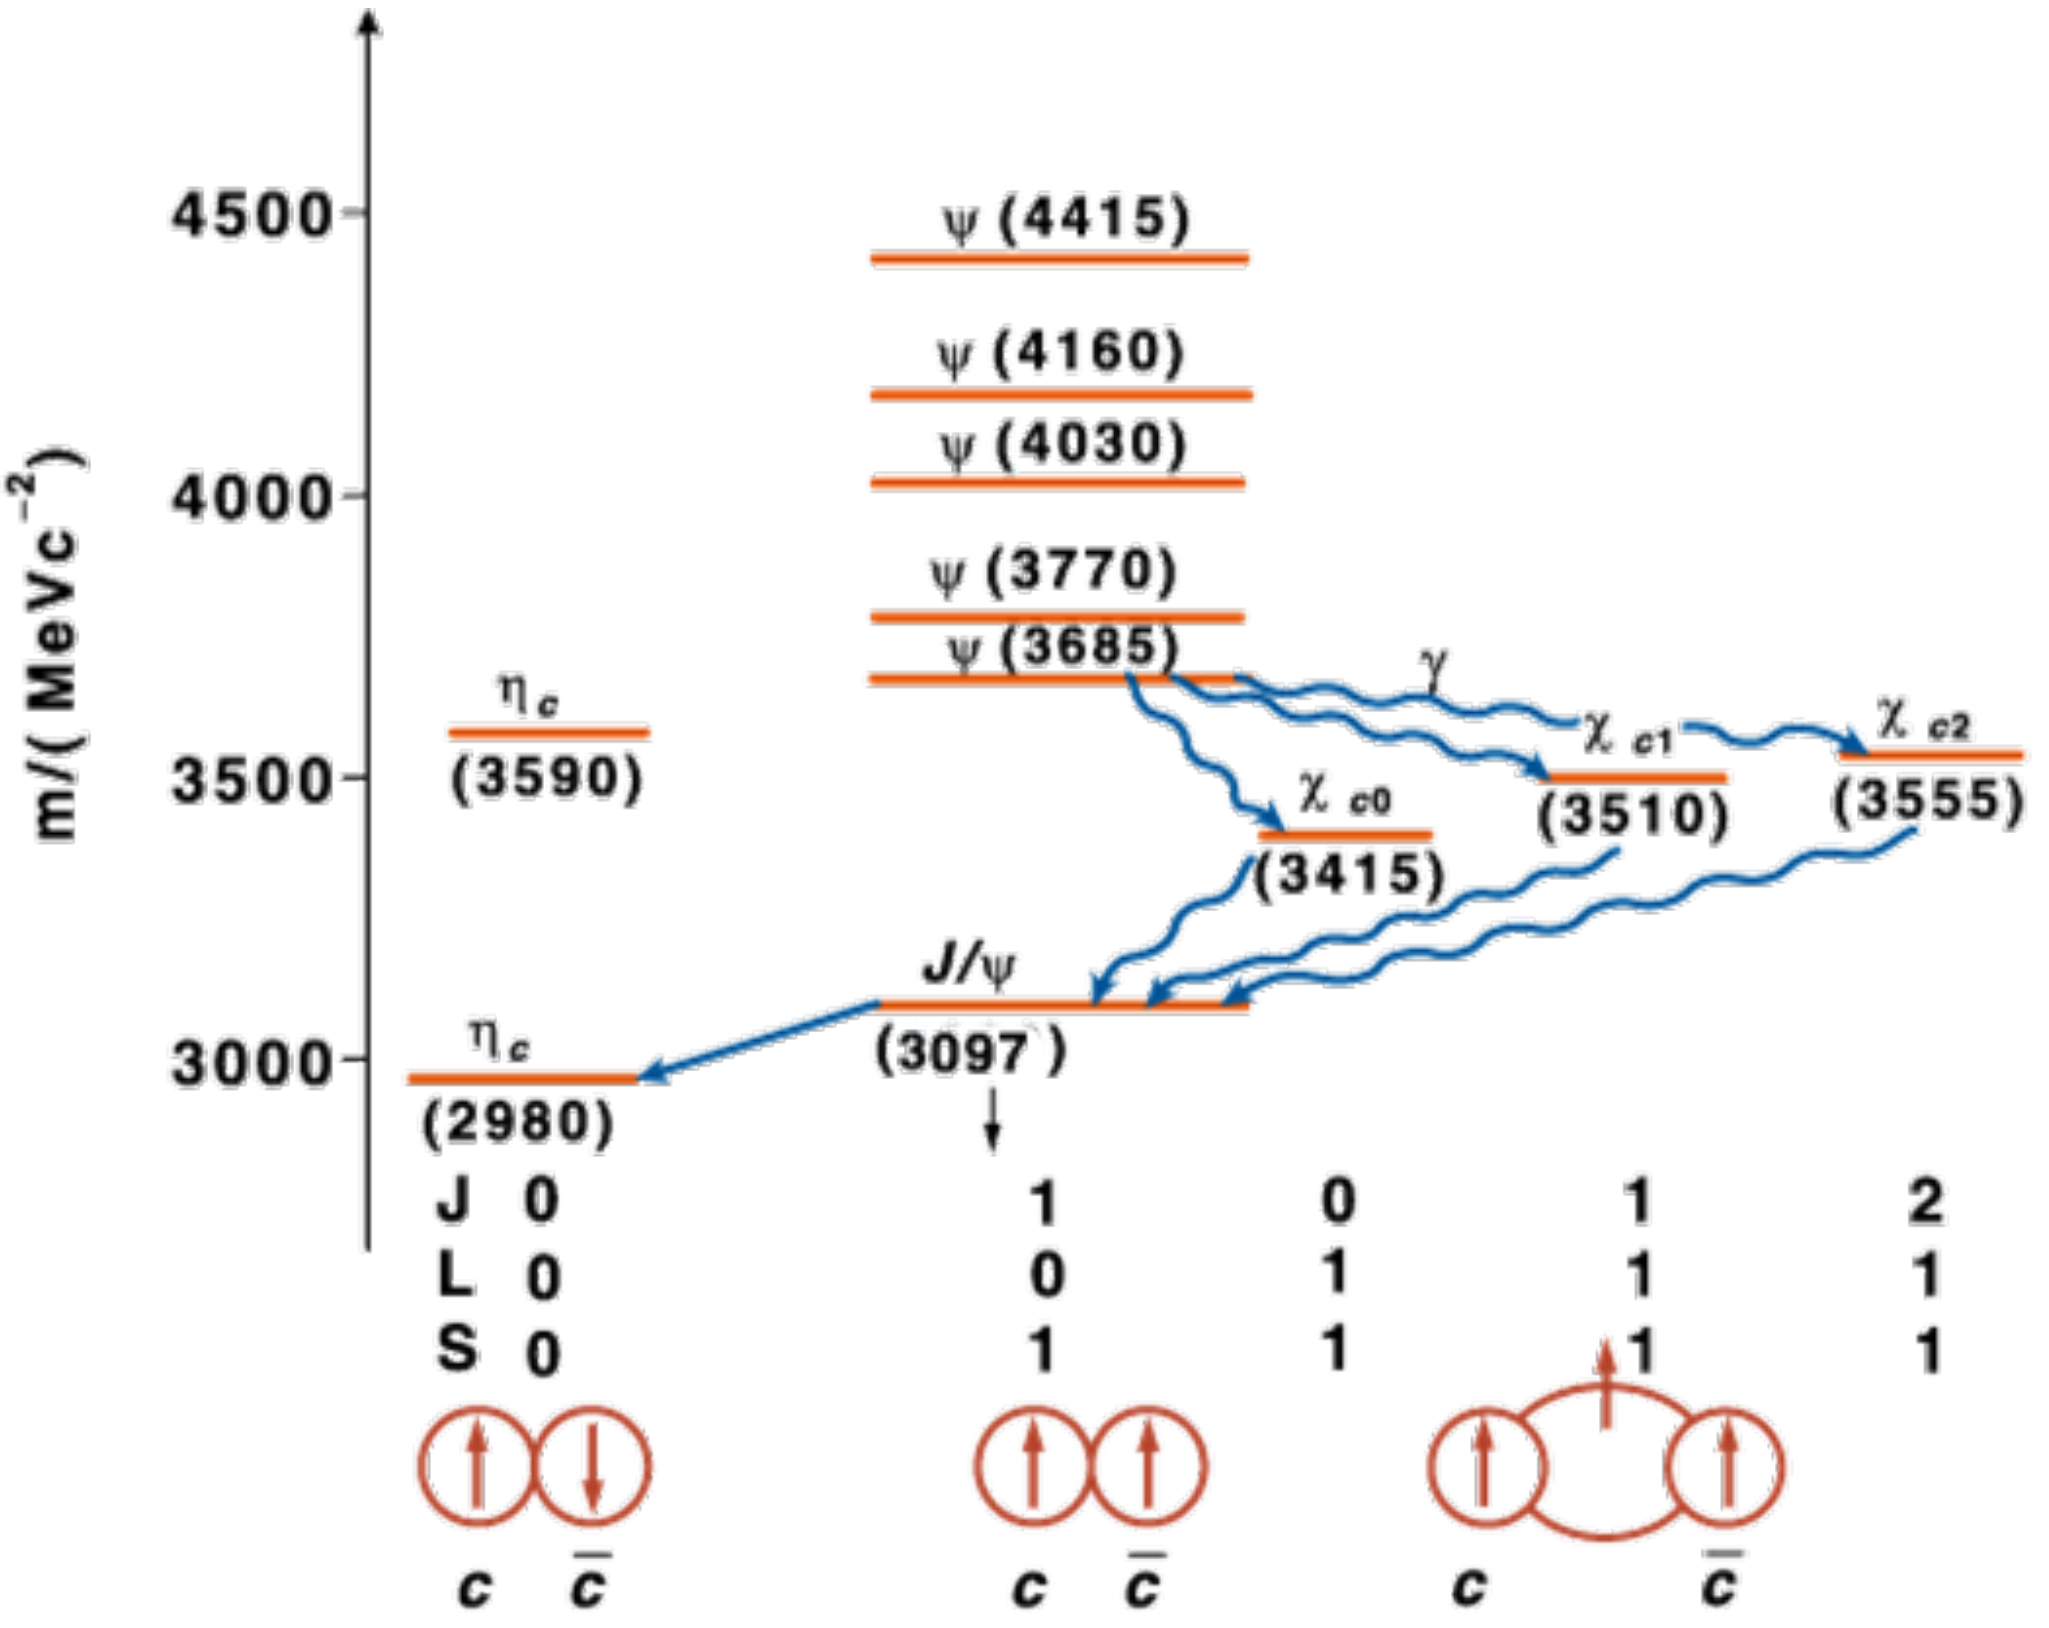 m/( MeVc⁻²)
4500
4000
3500
3000
ψ (4415)
ψ (4160)
ψ (4030)
ψ (3770)
ψ (3685)
γ
η c
(3590)
χ c2
(3555)
χ c1
(3510)
χ c0
(3415)
J/ψ
(3097 )
η c
(2980)
J 0 1 0 1 2
L 0 0 1 1 1
S 0 1 1 1 1
c c̅ c c̅ c c̅